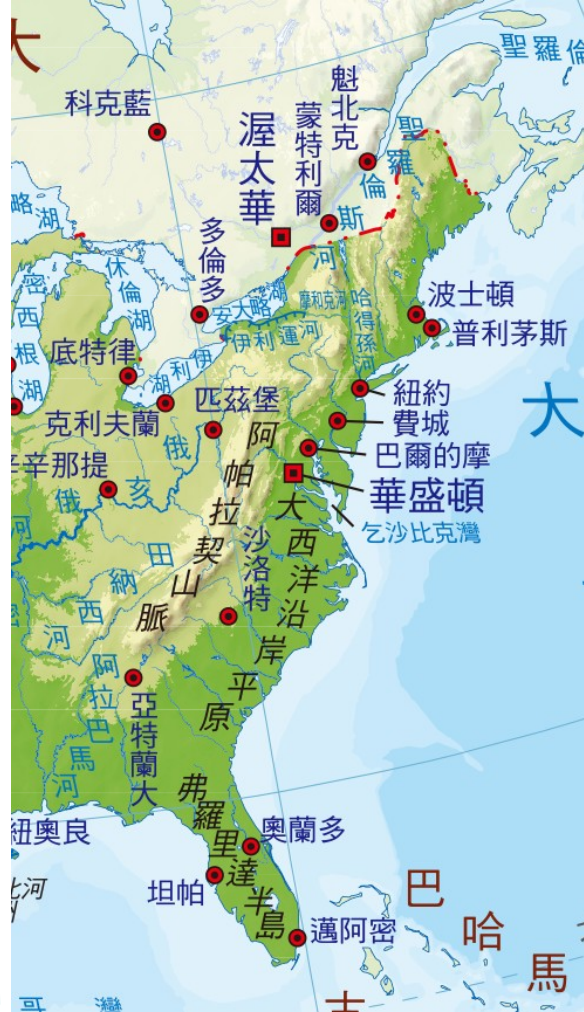 大
聖羅倫
科克藍
魁北克
蒙特利爾
渥太華
聖羅倫斯河
略湖
多倫多
休倫湖
密西根湖
安大略湖
摩和克河
哈得孫河
伊利運河
伊利湖
波士頓
普利茅斯
底特律
克利夫蘭
匹茲堡
紐約
費城
大
巴爾的摩
華盛頓
乞沙比克灣
辛辛那提
俄亥俄河
阿帕拉契山脈
大西洋沿岸平原
沙洛特
田納西河
阿拉巴馬河
亞特蘭大
弗羅里達半島
紐奧良
奧蘭多
坦帕
邁阿密
巴哈馬
古
灣